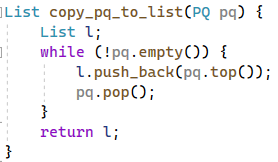 List copy_pq_to_list(PQ pq) {
    List l;
    while (!pq.empty()) {
        l.push_back(pq.top());
        pq.pop();
    }
    return l;
}